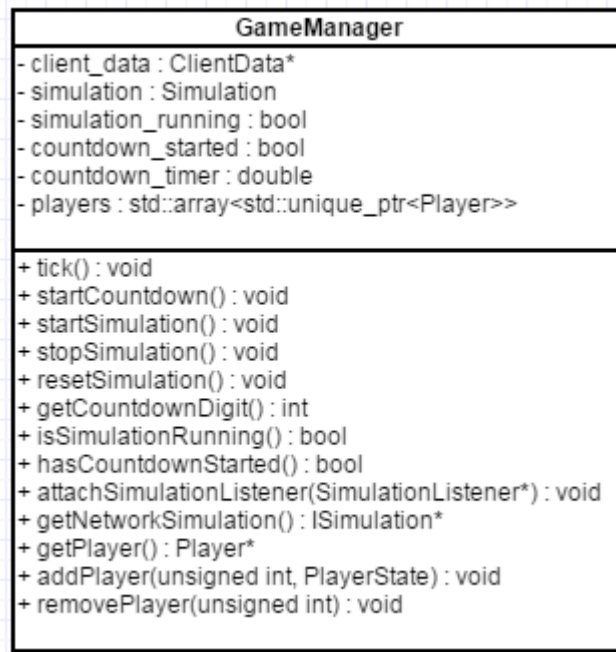 GameManager
- client_data : ClientData*
- simulation : Simulation
- simulation_running : bool
- countdown_started : bool
- countdown_timer : double
- players : std::array<std::unique_ptr<Player>>
+ tick() : void
+ startCountdown() : void
+ startSimulation() : void
+ stopSimulation() : void
+ resetSimulation() : void
+ getCountdownDigit() : int
+ isSimulationRunning() : bool
+ hasCountdownStarted() : bool
+ attachSimulationListener(SimulationListener*) : void
+ getNetworkSimulation() : ISimulation*
+ getPlayer() : Player*
+ addPlayer(unsigned int, PlayerState) : void
+ removePlayer(unsigned int) : void